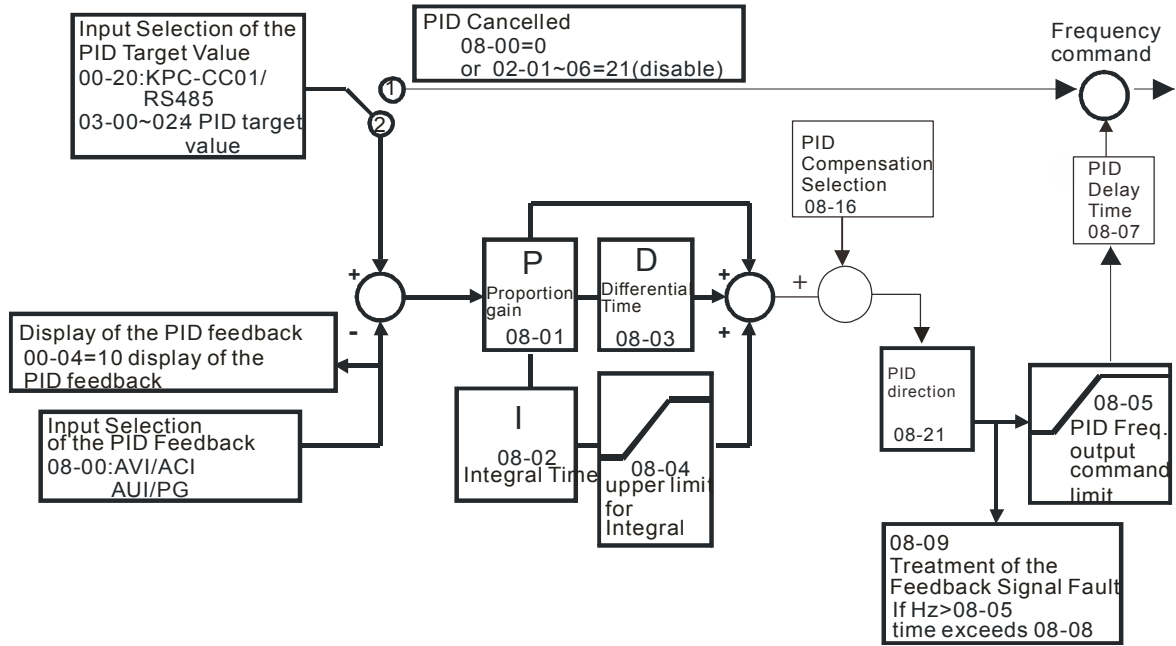 Input Selection of the
PID Target Value
00-20:KPC-CC01/
RS485
03-00~02:4 PID target
value
PID Cancelled
08-00=0
or 02-01~06=21(disable)
1
2
Frequency
command
PID
Compensation
Selection
08-16
PID
Delay
Time
08-07
+
-
P
Proportion
gain
08-01
D
Differential
Time
08-03
+
+
+
Display of the PID feedback
00-04=10 display of the
PID feedback
Input Selection
of the PID Feedback
08-00:AVI/ACI
AUI/PG
I
08-02
Integral Time
08-04
upper limit
for
Integral
PID
direction
08-21
08-05
PID Freq.
output
command
limit
08-09
Treatment of the
Feedback Signal Fault
If Hz>08-05
time exceeds 08-08